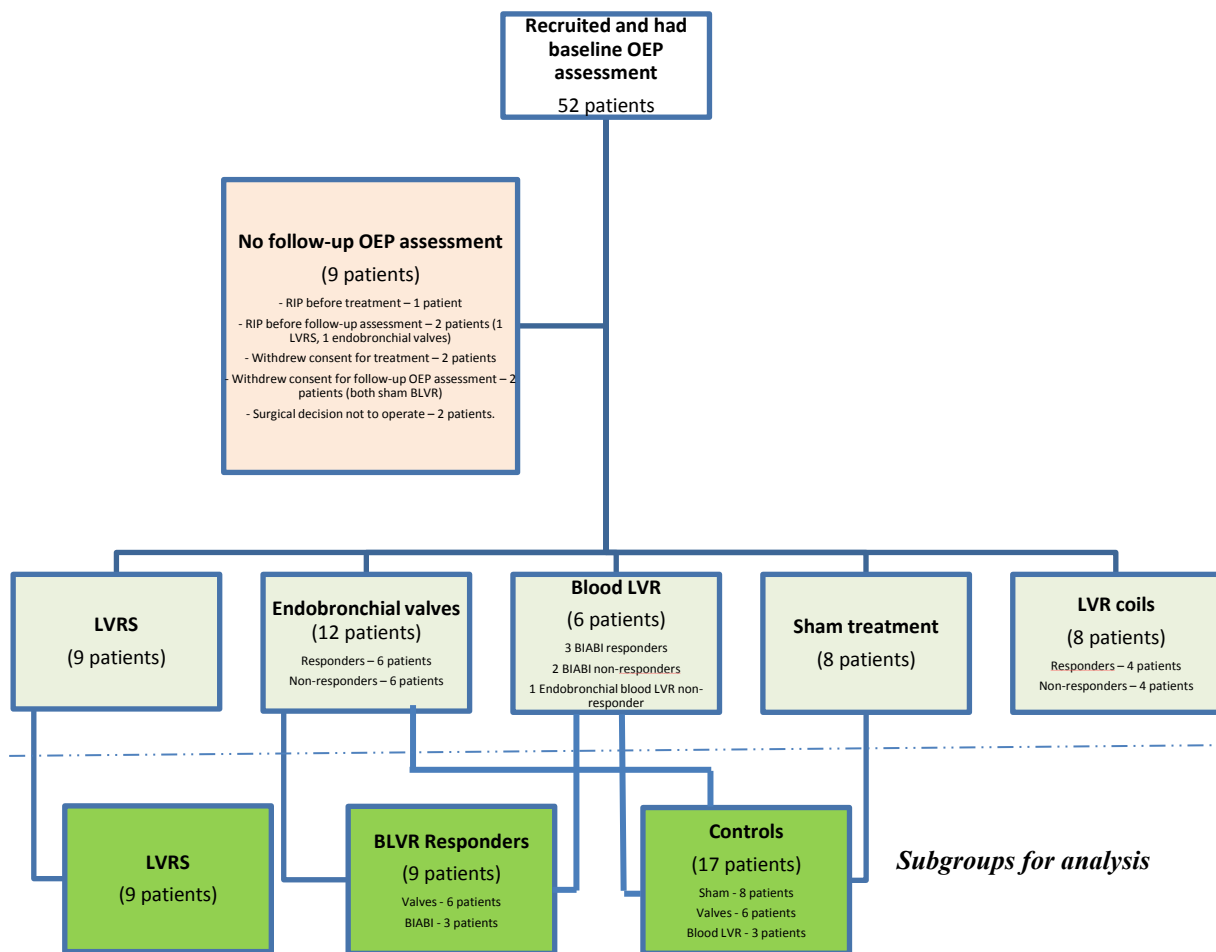 Recruited and had
baseline OEP
assessment
52 patients
No follow-up OEP assessment
(9 patients)
- RIP before treatment – 1 patient
- RIP before follow-up assessment – 2 patients (1
LVRS, 1 endobronchial valves)
- Withdrew consent for treatment – 2 patients
- Withdrew consent for follow-up OEP assessment – 2
patients (both sham BLVR)
- Surgical decision not to operate – 2 patients.
LVRS
(9 patients)
Endobronchial valves
(12 patients)
Responders – 6 patients
Non-responders – 6 patients
Blood LVR
(6 patients)
3 BIABI responders
2 BIABI non-responders
1 Endobronchial blood LVR non-
responder
Sham treatment
(8 patients)
LVR coils
(8 patients)
Responders – 4 patients
Non-responders – 4 patients
LVRS
(9 patients)
BLVR Responders
(9 patients)
Valves - 6 patients
BIABI - 3 patients
Controls
(17 patients)
Sham - 8 patients
Valves - 6 patients
Blood LVR - 3 patients
Subgroups for analysis